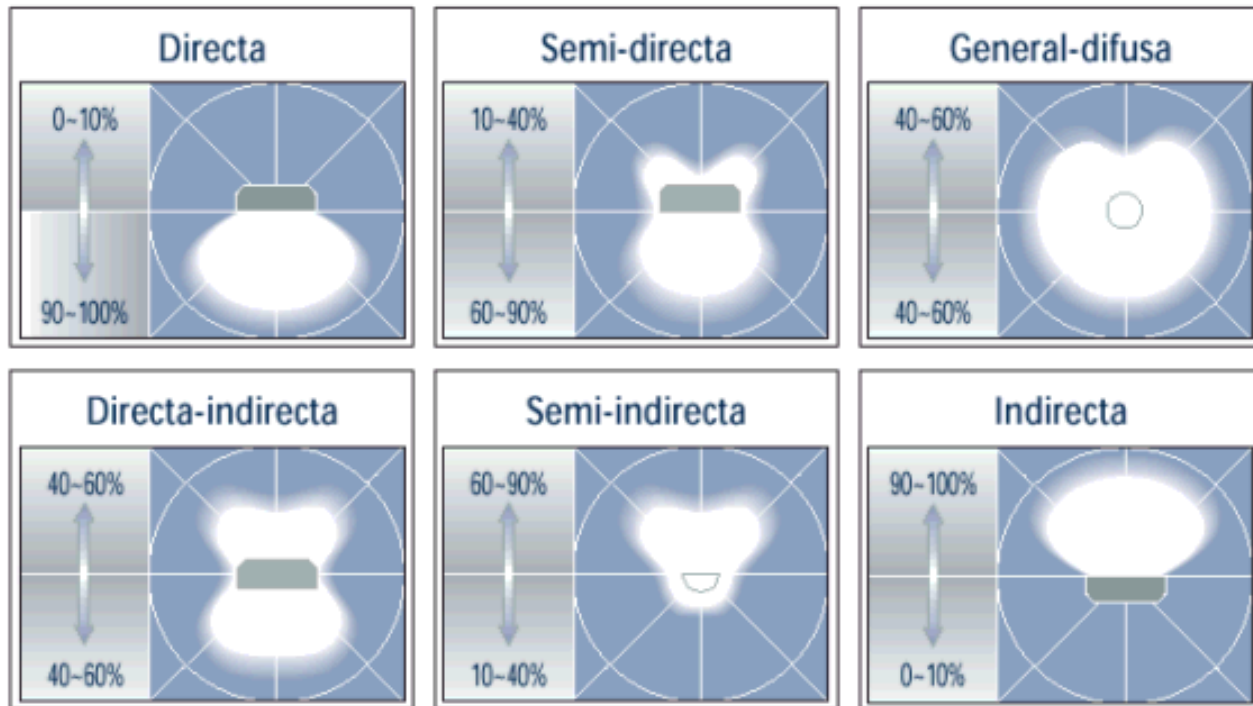 Directa
0~10%
90~100%
Semi-directa
10~40%
60~90%
General-difusa
40~60%
40~60%
Directa-indirecta
40~60%
40~60%
Semi-indirecta
60~90%
10~40%
Indirecta
90~100%
0~10%